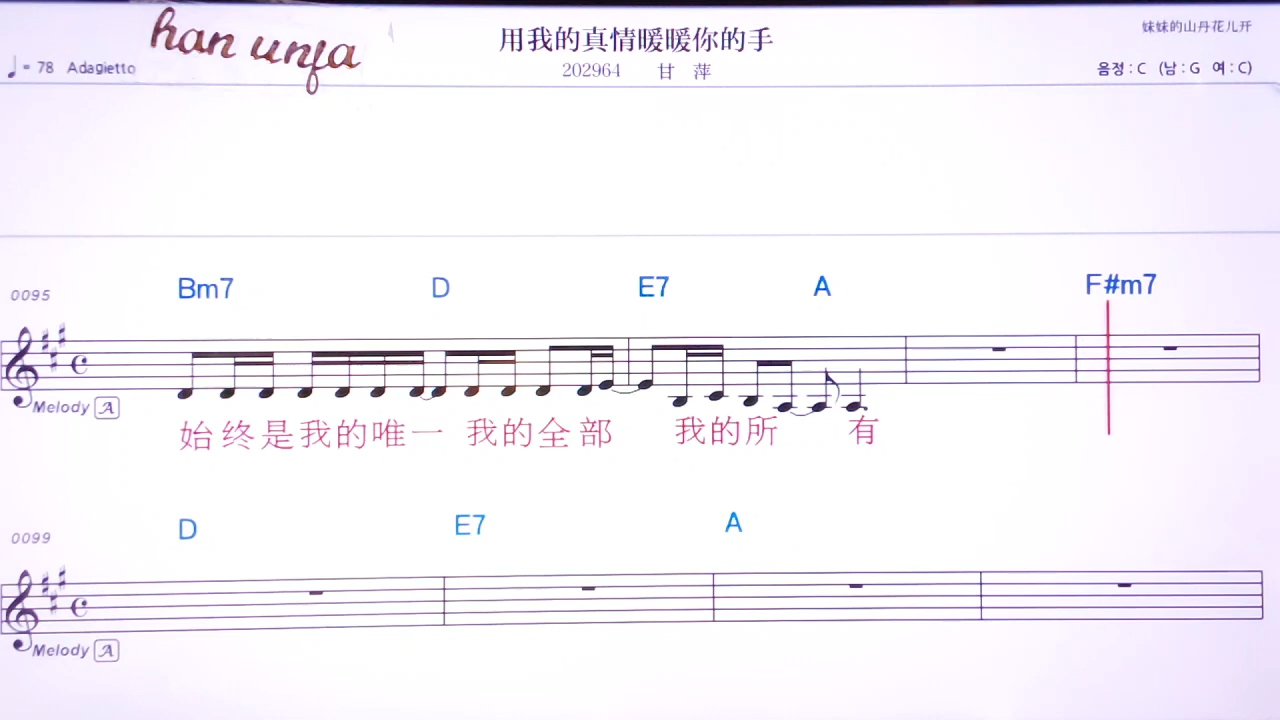 han unja
用我的真情暖暖你的手
妹妹的山丹花儿开
♩= 78 Adagietto
202964 甘 萍
음정 : C (남 : G 여 : C)
0095 Bm7 D E7 A F#m7
Melody A
始终是我的唯一 我的全部 我的所 有
0099 D E7 A
Melody A